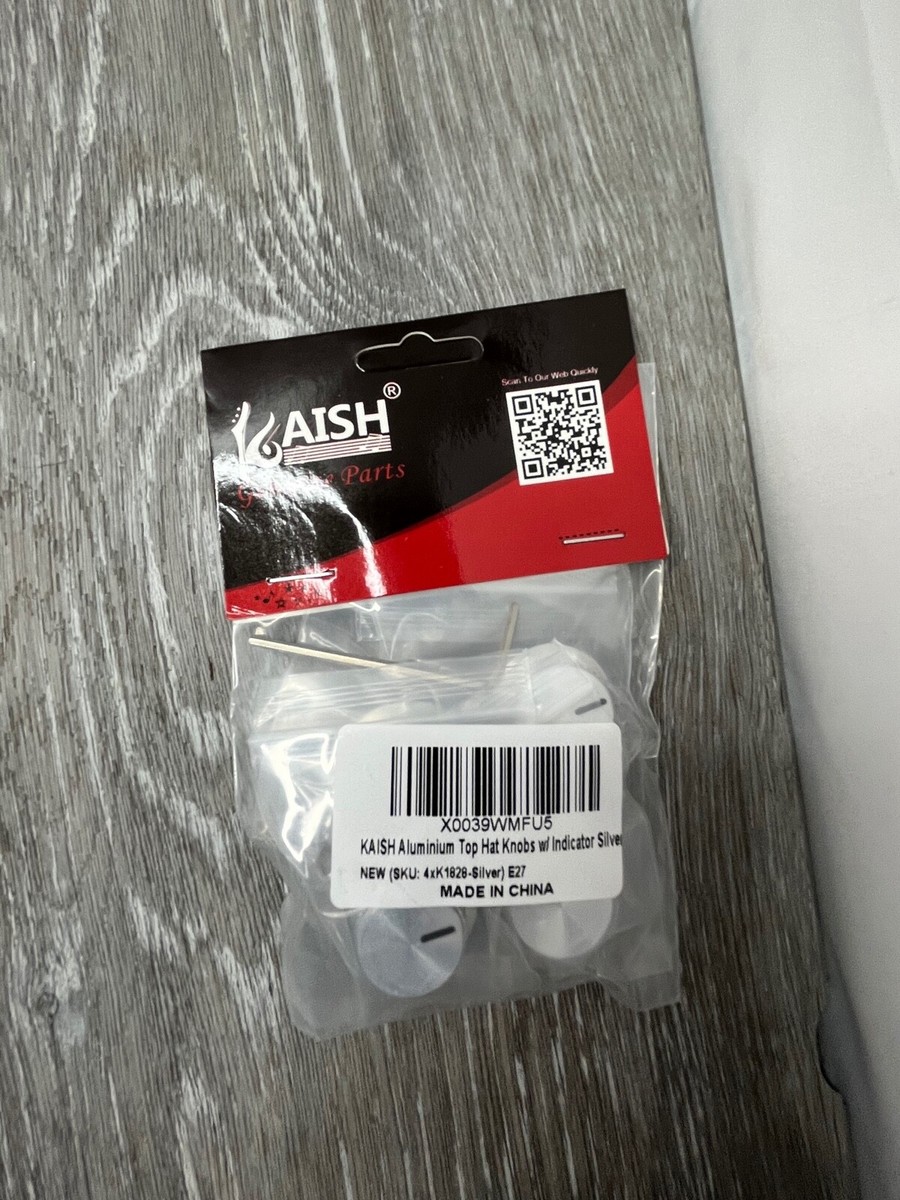 KAISH®
Scan To Our Web Quickly
Parts
X0039WMFU5
KAISH Aluminium Top Hat Knobs w/ Indicator Silver
NEW (SKU: 4xK1828-Silver) E27
MADE IN CHINA